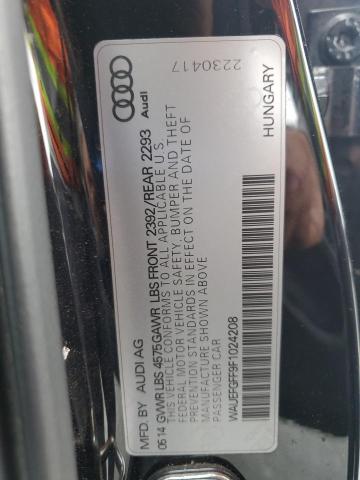 Audi
2230417
MFD. BY AUDI AG
05.14 GVWR LBS 4575 GAWR LBS FRONT 2392/REAR 2293
THIS VEHICLE CONFORMS TO ALL APPLICABLE U.S.
FEDERAL MOTOR VEHICLE SAFETY, BUMPER AND THEFT
PREVENTION STANDARDS IN EFFECT ON THE DATE OF
MANUFACTURE SHOWN ABOVE
PASSENGER CAR
WAUEFGFF9F1024208
HUNGARY